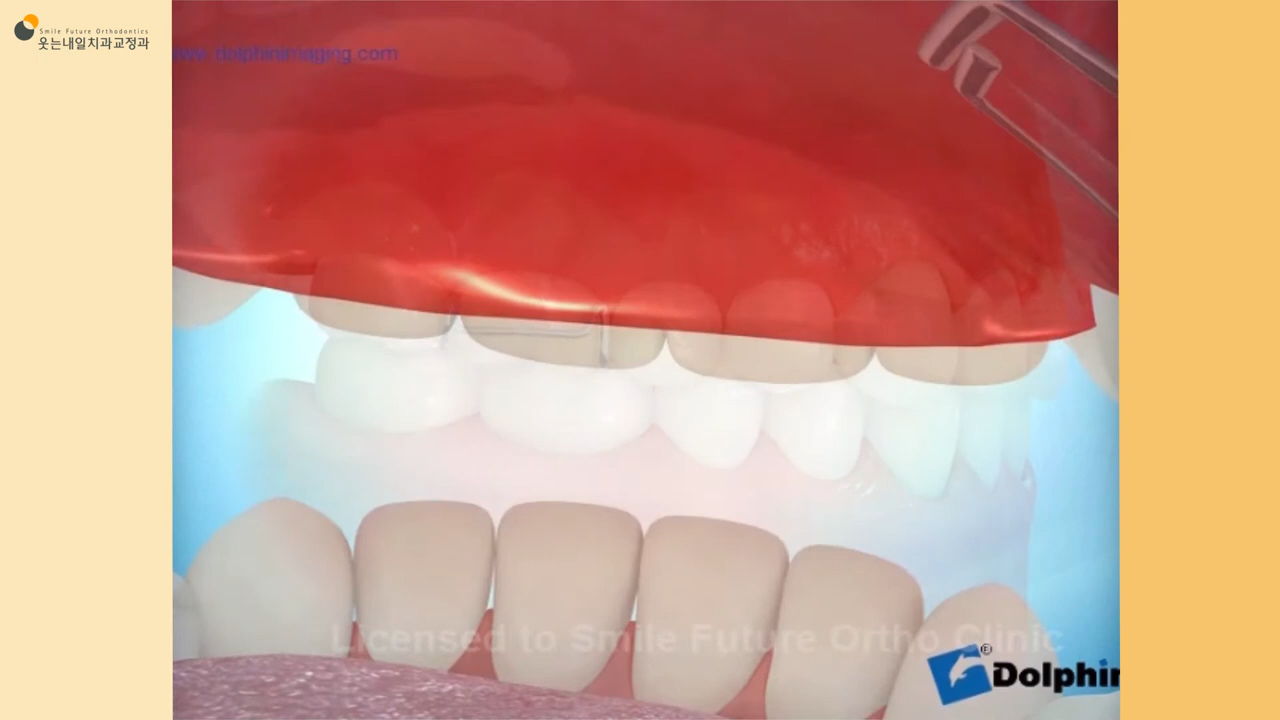 Smile Future Orthodontics
웃는내일치과교정과
www.dolphinimaging.com
Licensed to Smile Future Ortho Clinic
®
Dolphin